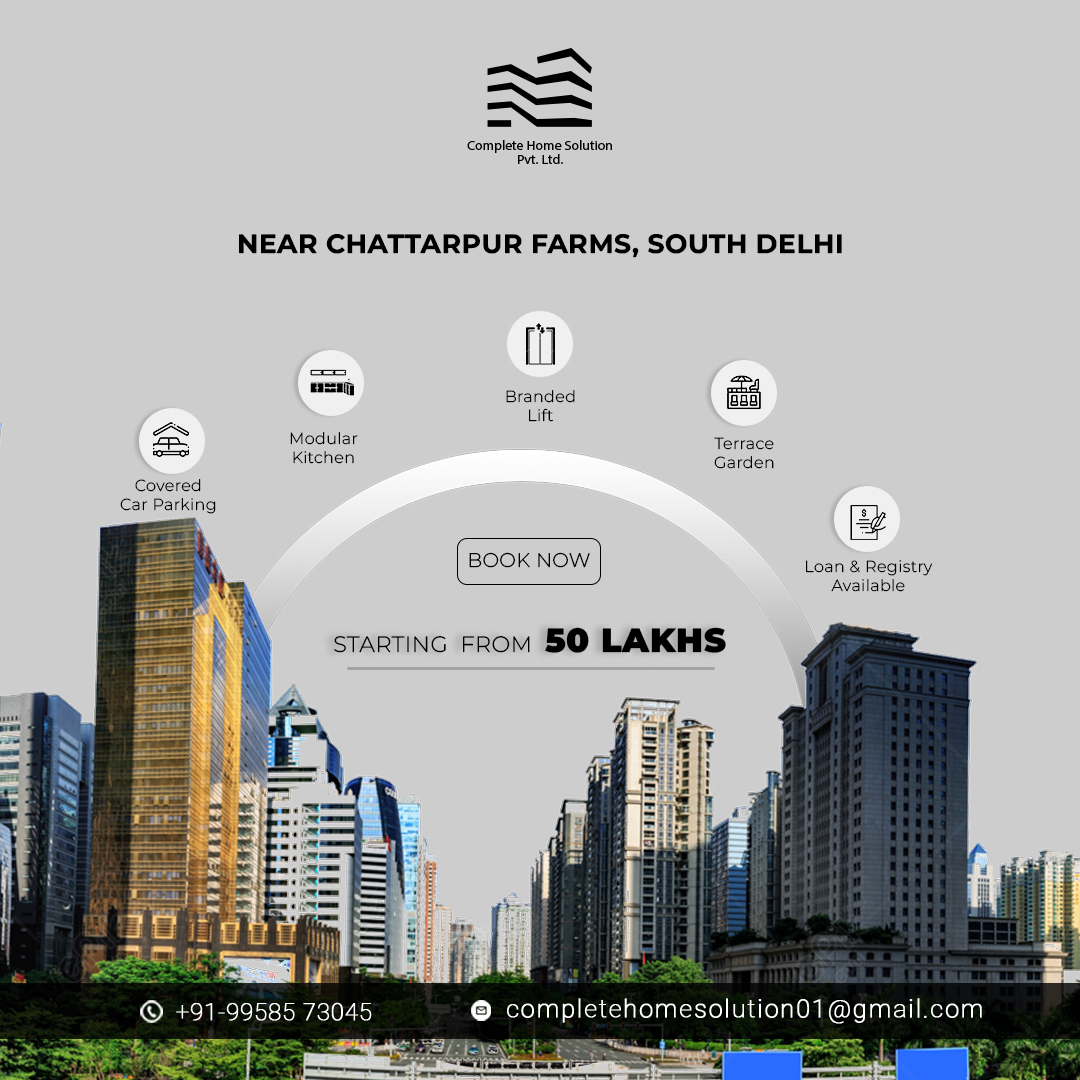 Complete Home Solution
Pvt. Ltd.
NEAR CHATTARPUR FARMS, SOUTH DELHI
Branded
Lift
Modular
Kitchen
Terrace
Garden
Covered
Car Parking
Loan & Registry
Available
BOOK NOW
STARTING FROM 50 LAKHS
+91-99585 73045
completehomesolution01@gmail.com